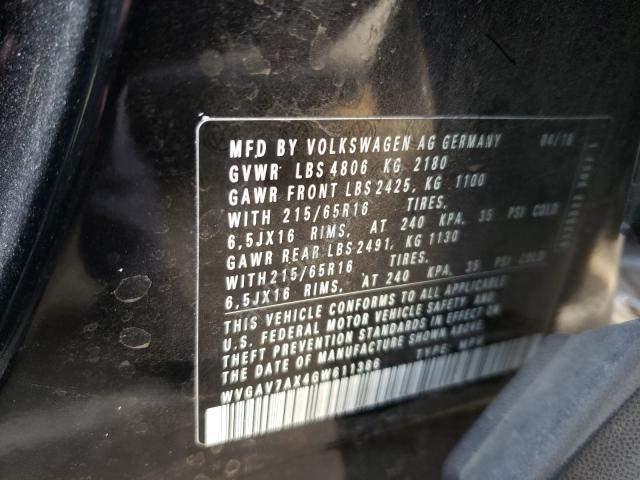 MFD BY VOLKSWAGEN AG GERMANY 04/16
GVWR LBS 4806 KG 2180
GAWR FRONT LBS 2425, KG 1100
WITH 215/65R16 TIRES,
6,5JX16 RIMS, AT 240 KPA, 35 PSI COLD
GAWR REAR LBS 2491, KG 1130
WITH 215/65R16 TIRES,
6,5JX16 RIMS, AT 240 KPA, 35 PSI COLD
THIS VEHICLE CONFORMS TO ALL APPLICABLE
U.S. FEDERAL MOTOR VEHICLE SAFETY AND
THEFT PREVENTION STANDARDS IN EFFECT ON
THE DATE OF MANUFACTURE SHOWN ABOVE.
WVGAV7AX4GW611386 TYPE: MPV